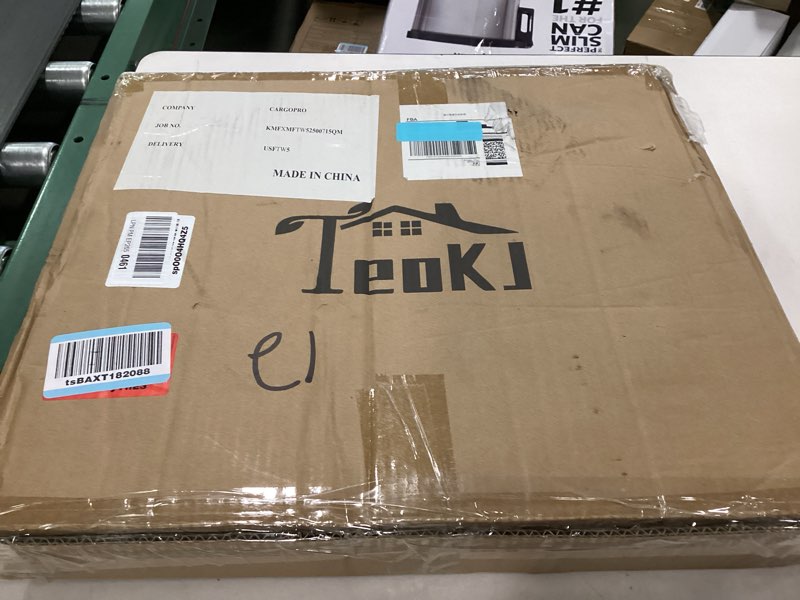 #1
FOR THE
PERFECT
SLIM
CAN
COMPANY CARGOPRO
JOB NO. KMFXMFTW52500715QM
DELIVERY USFTW5
MADE IN CHINA
FBA
TeoKJ
0461
sp0004HQ4Z5
e1
tsBAXT182088